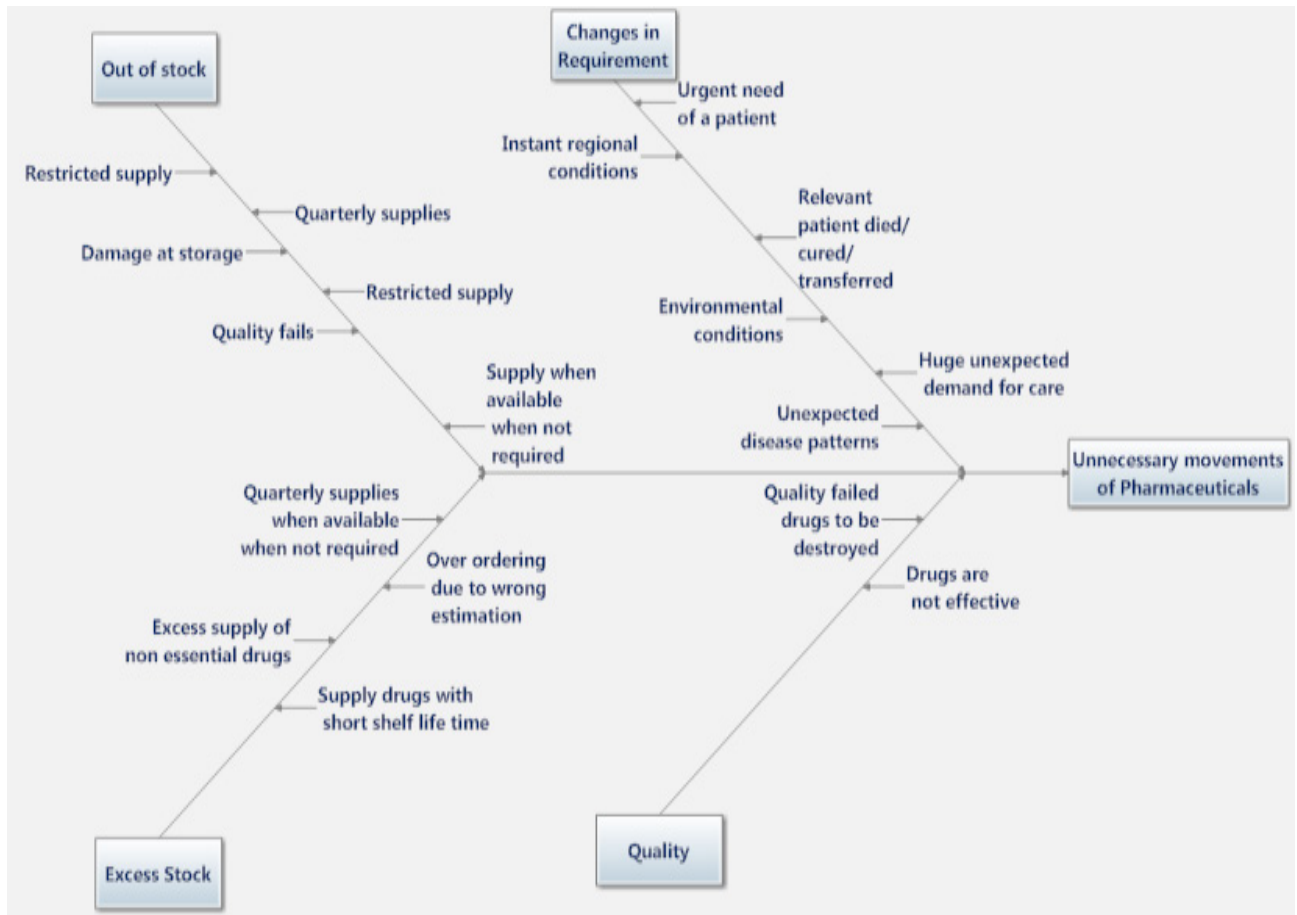 Out of stock
Changes in
Requirement
Urgent need
of a patient
Instant regional
conditions
Restricted supply
Relevant
patient died/
cured/
transferred
Quarterly supplies
Damage at storage
Restricted supply
Environmental
conditions
Quality fails
Huge unexpected
demand for care
Supply when
available
when not
required
Unexpected
disease patterns
Unnecessary movements
of Pharmaceuticals
Quarterly supplies
when available
when not required
Quality failed
drugs to be
destroyed
Over ordering
due to wrong
estimation
Drugs are
not effective
Excess supply of
non essential drugs
Supply drugs with
short shelf life time
Excess Stock
Quality